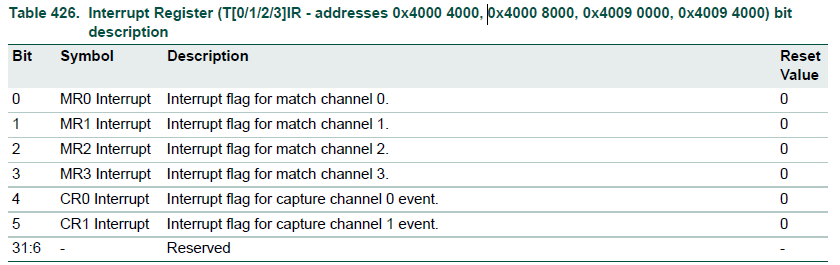 Table 426. Interrupt Register (T[0/1/2/3]IR - addresses 0x4000 4000, 0x4000 8000, 0x4009 0000, 0x4009 4000) bit
description
Bit Symbol Description Reset
Value
0 MR0 Interrupt Interrupt flag for match channel 0. 0
1 MR1 Interrupt Interrupt flag for match channel 1. 0
2 MR2 Interrupt Interrupt flag for match channel 2. 0
3 MR3 Interrupt Interrupt flag for match channel 3. 0
4 CR0 Interrupt Interrupt flag for capture channel 0 event. 0
5 CR1 Interrupt Interrupt flag for capture channel 1 event. 0
31:6 - Reserved -